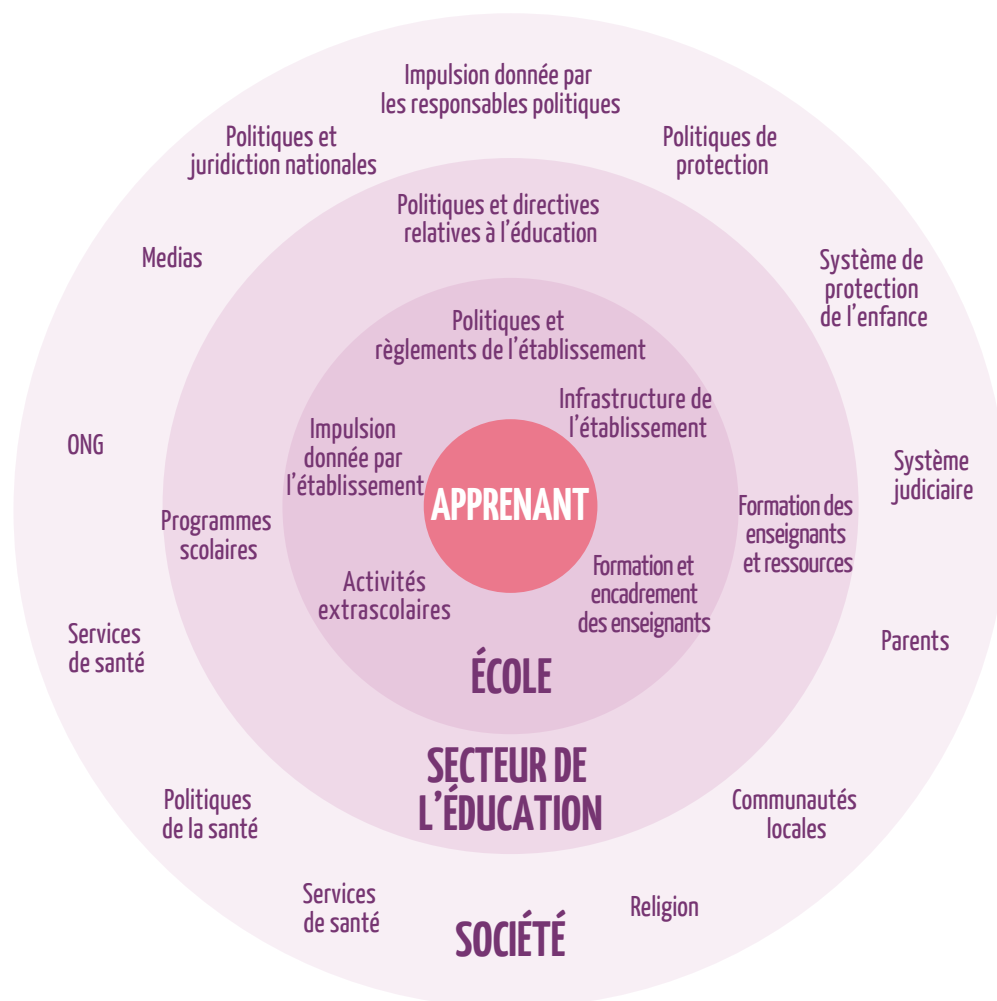 Impulsion donnée par
les responsables politiques
Politiques et
juridiction nationales
Politiques de
protection
Politiques et directives
relatives à l'éducation
Medias
Système de
protection
de l'enfance
Politiques et
règlements de l'établissement
Infrastructure de
l'établissement
Impulsion
donnée par
l'établissement
ONG
Système
judiciaire
APPRENANT
Programmes
scolaires
Formation des
enseignants
et ressources
Activités
extrascolaires
Formation et
encadrement
des enseignants
Services
de santé
Parents
ÉCOLE
SECTEUR DE
L'ÉDUCATION
Politiques
de la santé
Communautés
locales
Services
de santé
Religion
SOCIÉTÉ